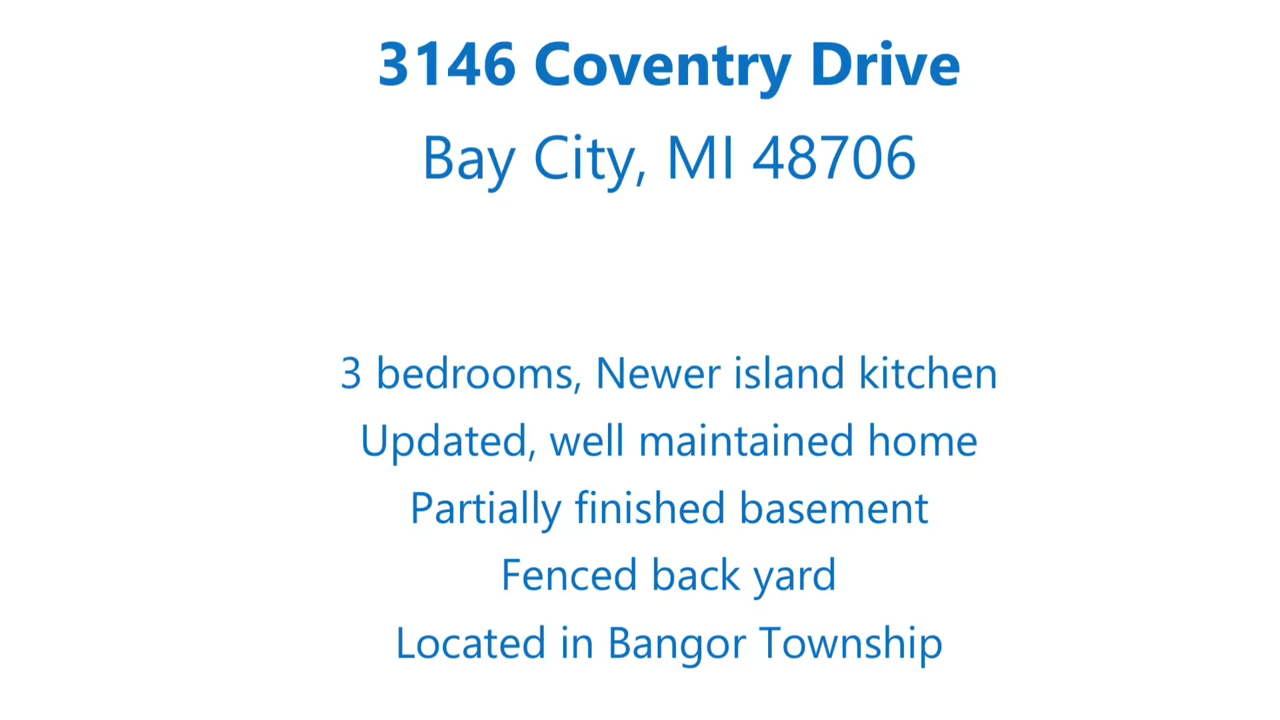 3146 Coventry Drive
Bay City, MI 48706
3 bedrooms, Newer island kitchen
Updated, well maintained home
Partially finished basement
Fenced back yard
Located in Bangor Township